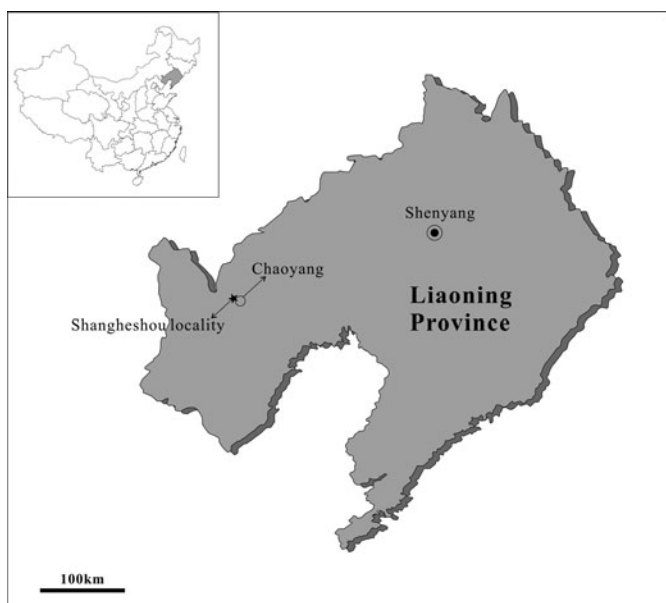 Shenyang
Chaoyang
Liaoning
Province
Shangheshou locality
100km